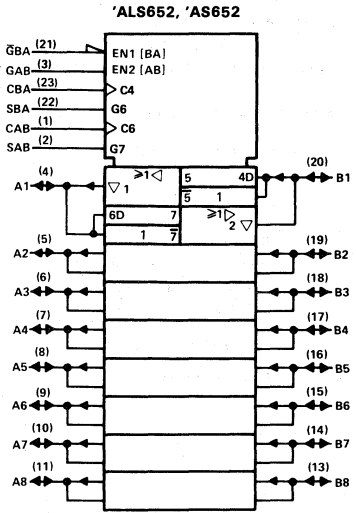 'ALS652, 'AS652
G̅BA (21) EN1 [BA]
GAB (3) EN2 [AB]
CBA (23) C4
SBA (22) G6
CAB (1) C6
SAB (2) G7
(4) ≥1 5 4D (20)
A1 1 5̅ 1 B1
6D 7 ≥1
1 7̅ 2
(5) (19)
A2 B2
(6) (18)
A3 B3
(7) (17)
A4 B4
(8) (16)
A5 B5
(9) (15)
A6 B6
(10) (14)
A7 B7
(11) (13)
A8 B8